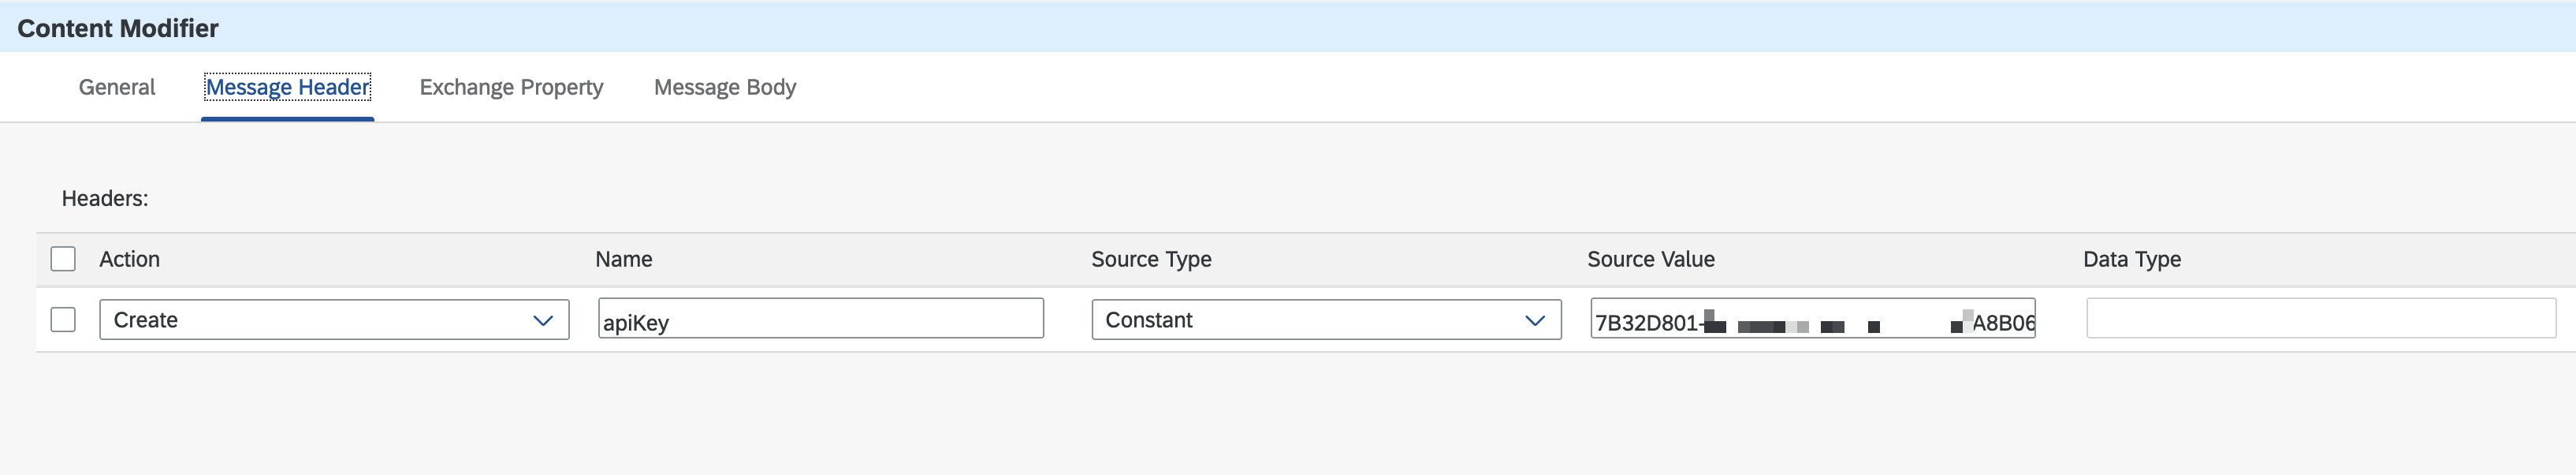 Content Modifier
General Message Header Exchange Property Message Body
Headers:
Action Name Source Type Source Value Data Type
Create apiKey Constant 7B32D801- A8B06